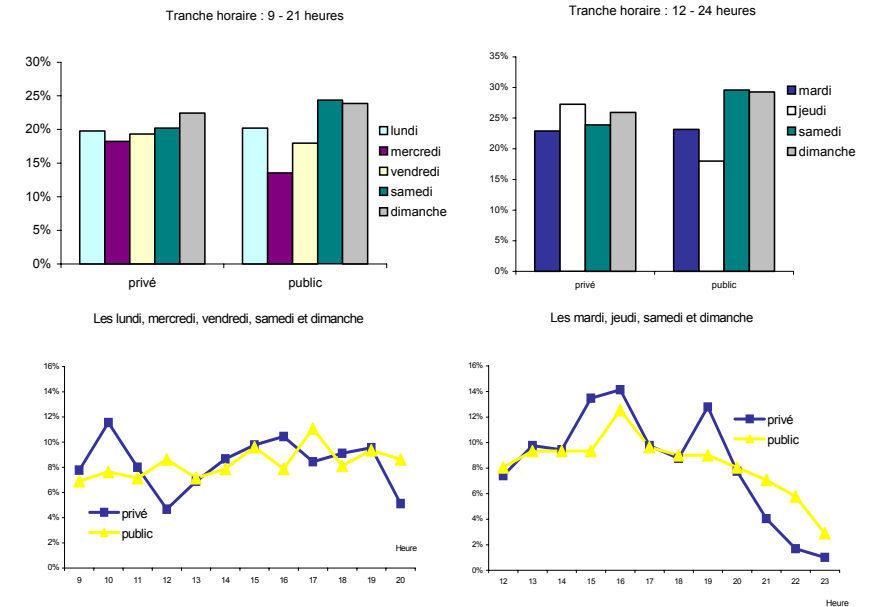 Tranche horaire : 9 - 21 heures
30%
25%
20%
15%
10%
5%
0%
privé
public
lundi
mercredi
vendredi
samedi
dimanche
Tranche horaire : 12 - 24 heures
35%
30%
25%
20%
15%
10%
5%
0%
privé
public
mardi
jeudi
samedi
dimanche
Les lundi, mercredi, vendredi, samedi et dimanche
16%
14%
12%
10%
8%
6%
4%
2%
0%
privé
public
Heure
9 10 11 12 13 14 15 16 17 18 19 20
Les mardi, jeudi, samedi et dimanche
16%
14%
12%
10%
8%
6%
4%
2%
0%
privé
public
12 13 14 15 16 17 18 19 20 21 22 23
Heure